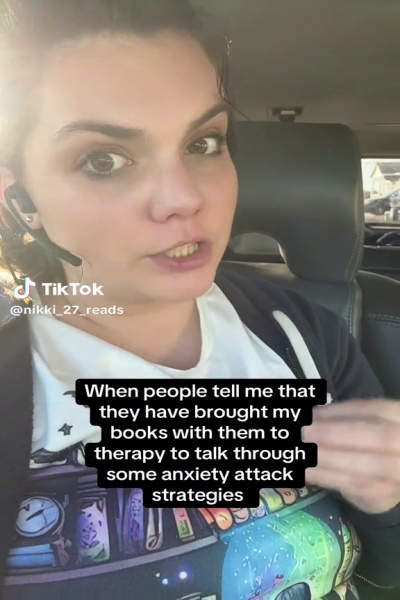 TikTok
@nikki_27_reads
When people tell me that
they have brought my
books with them to
therapy to talk through
some anxiety attack
strategies